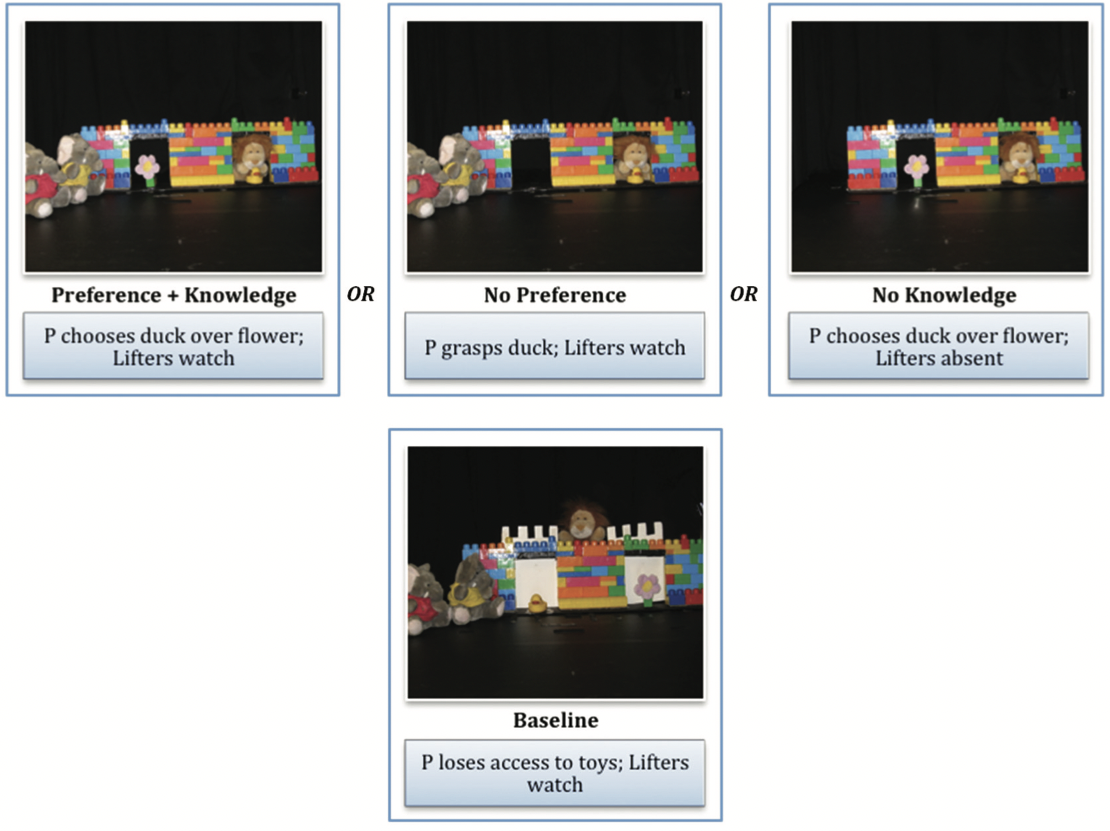 Preference + Knowledge
P chooses duck over flower;
Lifters watch
OR
No Preference
P grasps duck; Lifters watch
OR
No Knowledge
P chooses duck over flower;
Lifters absent
Baseline
P loses access to toys; Lifters
watch